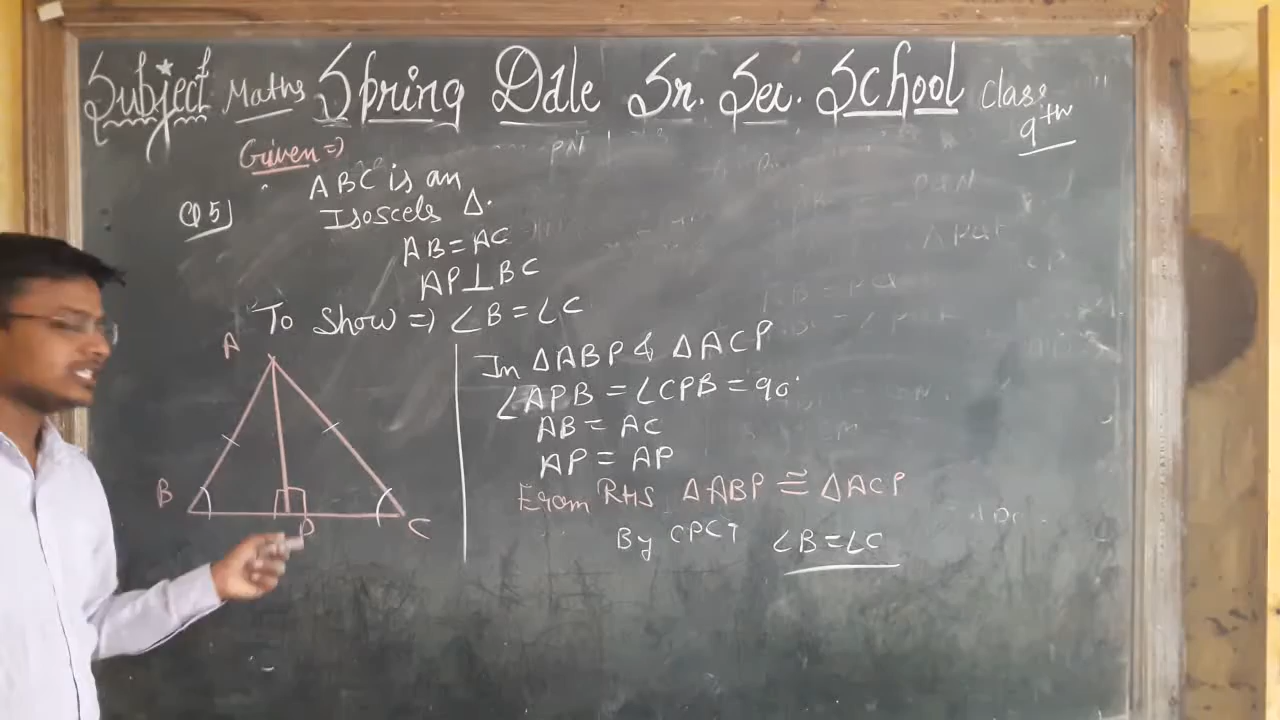 Subject Maths Spring Dale Sr. Sec. School Class 9th
Given ⇒
Q5)
ABC is an
Isoscels Δ.
AB = AC
AP⊥BC
To Show ⇒ ∠B = ∠C
A
B
P
C
In ΔABP & ΔACP
∠APB = ∠CPB = 90°
AB = AC
AP = AP
From RHS ΔABP ≅ ΔACP
By CPCT ∠B = ∠C